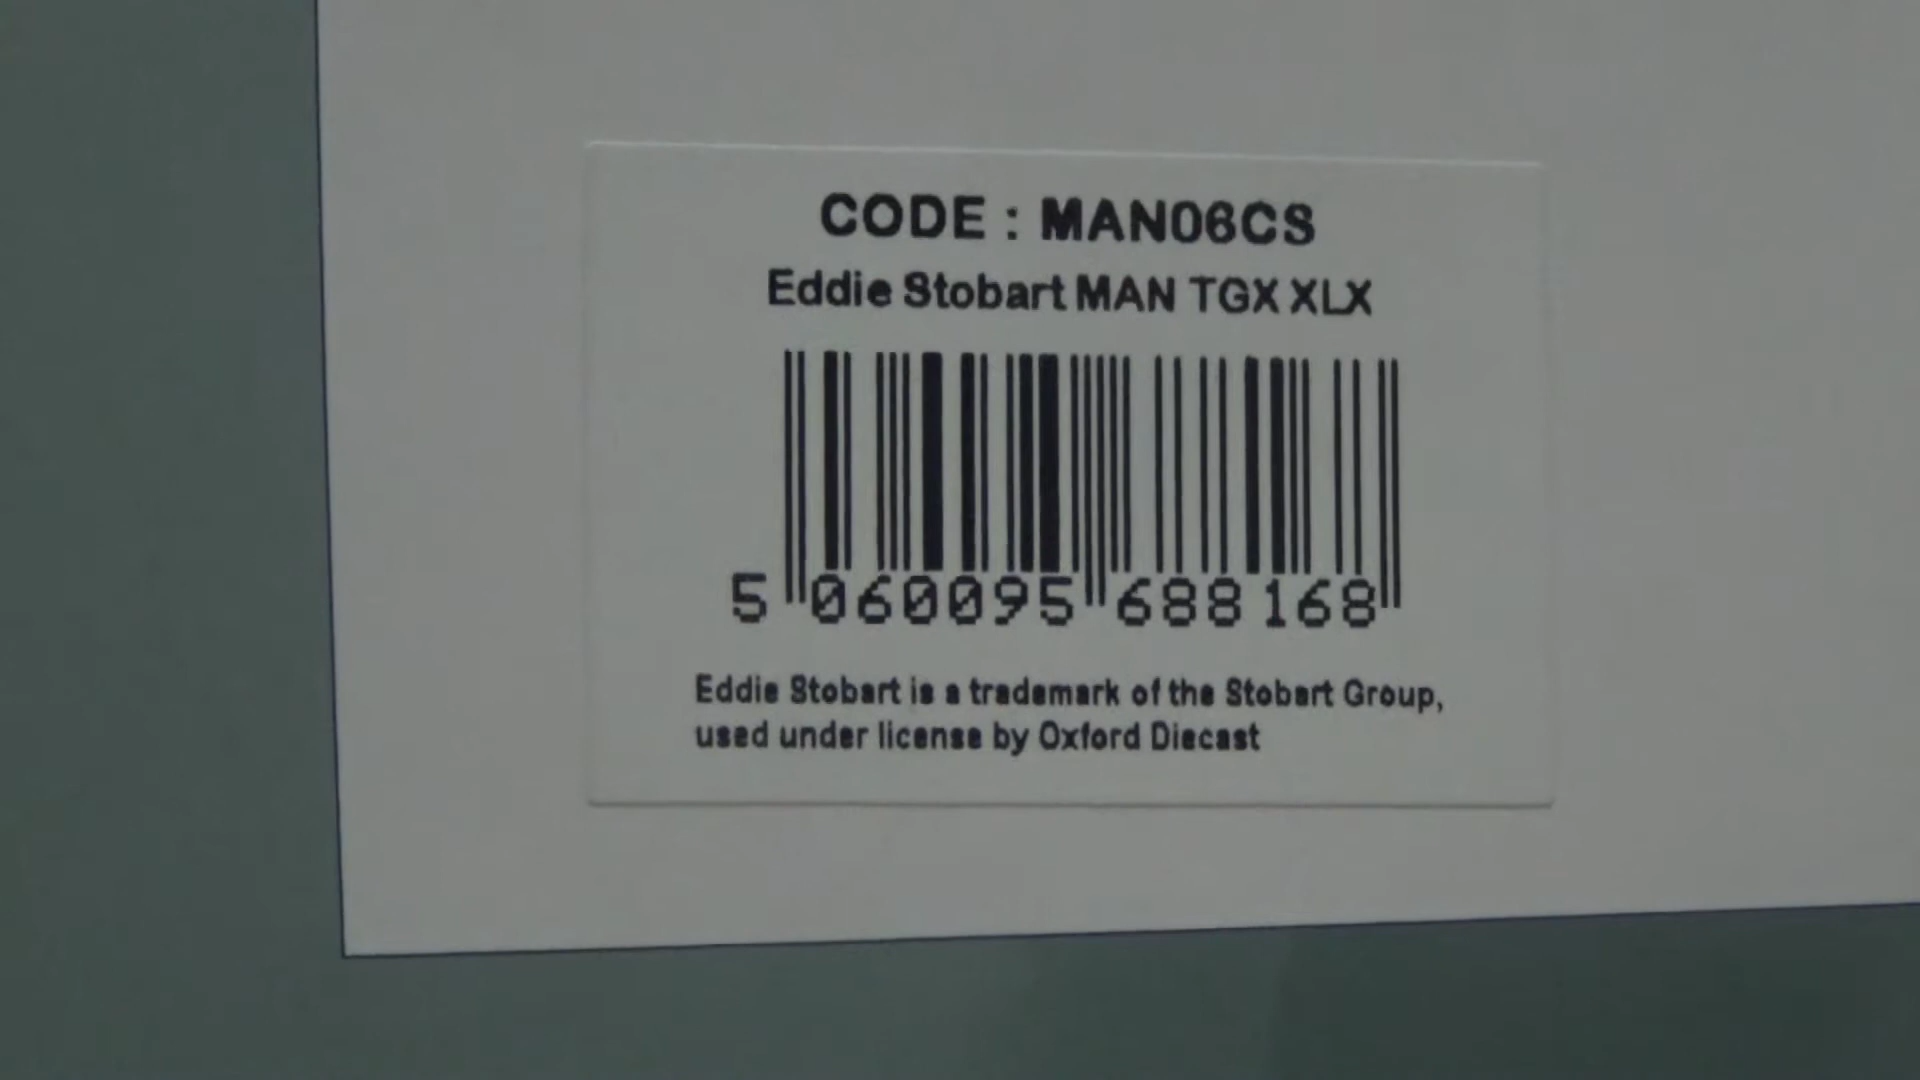 CODE : MAN06CS
Eddie Stobart MAN TGX XLX
5 060095 688168
Eddie Stobart is a trademark of the Stobart Group,
used under license by Oxford Diecast